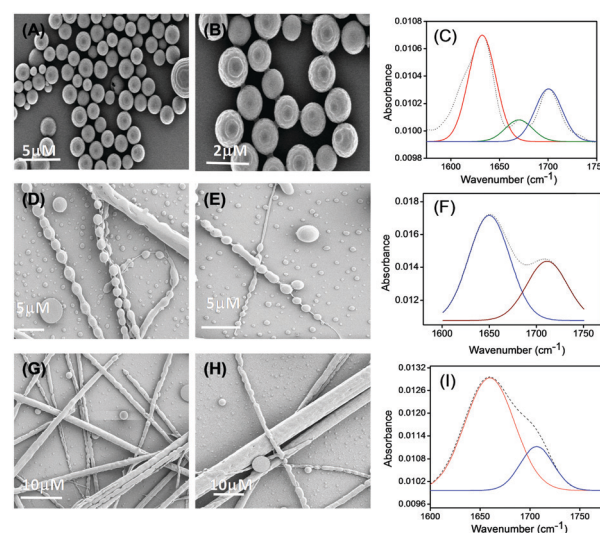 (A)
5μM
(B)
2μM
(C)
0.0108
0.0106
0.0104
0.0102
0.0100
0.0098
Absorbance
1600 1650 1700 1750
Wavenumber (cm-1)
(D)
5μM
(E)
5μM
(F)
0.018
0.016
0.014
0.012
Absorbance
1600 1650 1700 1750
Wavenumber (cm-1)
(G)
10μM
(H)
10μM
(I)
0.0132
0.0120
0.0114
0.0108
0.0102
0.0096
Absorbance
1600 1650 1700 1750
Wavenumber (cm-1)